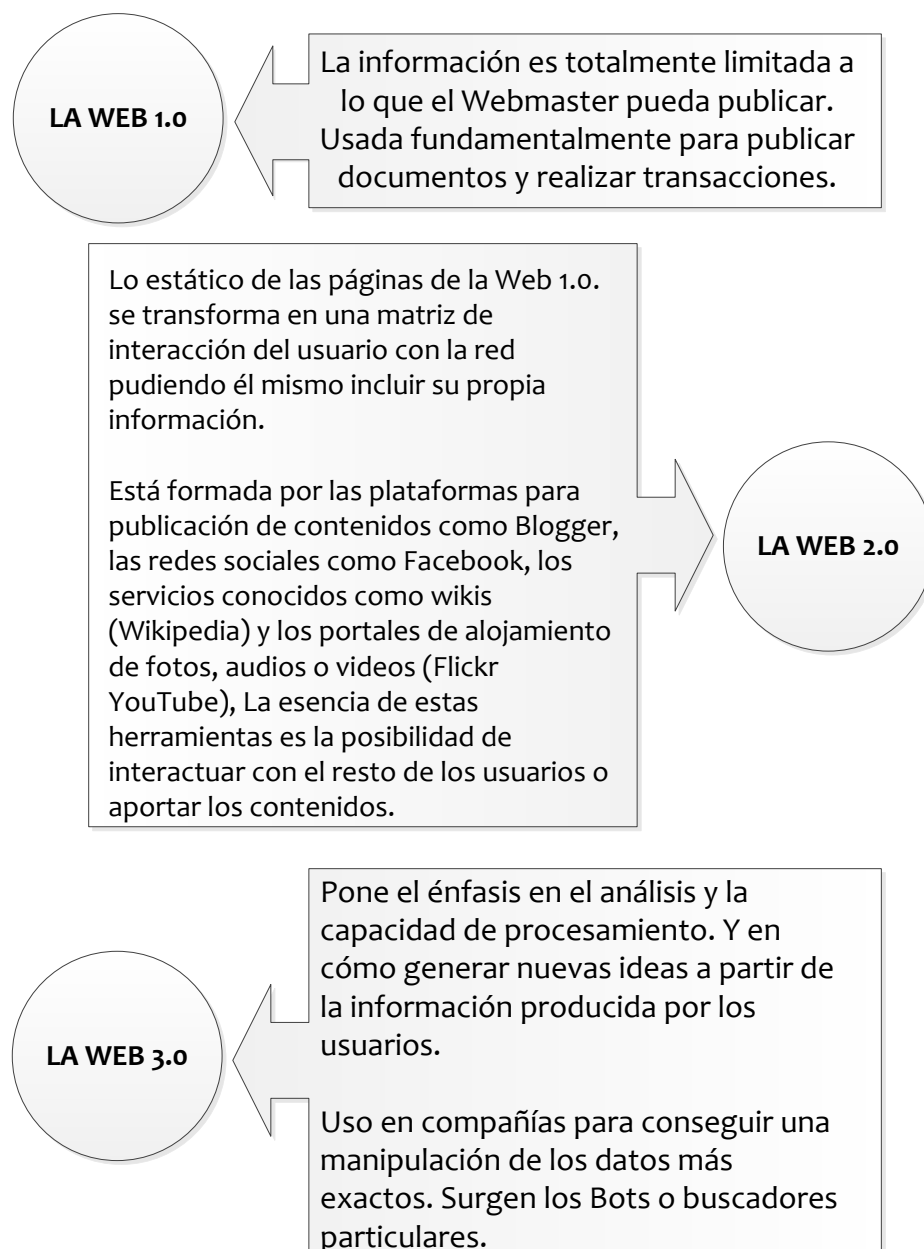 LA WEB 1.0
La información es totalmente limitada a
lo que el Webmaster pueda publicar.
Usada fundamentalmente para publicar
documentos y realizar transacciones.
Lo estático de las páginas de la Web 1.0.
se transforma en una matriz de
interacción del usuario con la red
pudiendo él mismo incluir su propia
información.
Está formada por las plataformas para
publicación de contenidos como Blogger,
las redes sociales como Facebook, los
servicios conocidos como wikis
(Wikipedia) y los portales de alojamiento
de fotos, audios o videos (Flickr
YouTube), La esencia de estas
herramientas es la posibilidad de
interactuar con el resto de los usuarios o
aportar los contenidos.
LA WEB 2.0
LA WEB 3.0
Pone el énfasis en el análisis y la
capacidad de procesamiento. Y en
cómo generar nuevas ideas a partir de
la información producida por los
usuarios.
Uso en compañías para conseguir una
manipulación de los datos más
exactos. Surgen los Bots o buscadores
particulares.